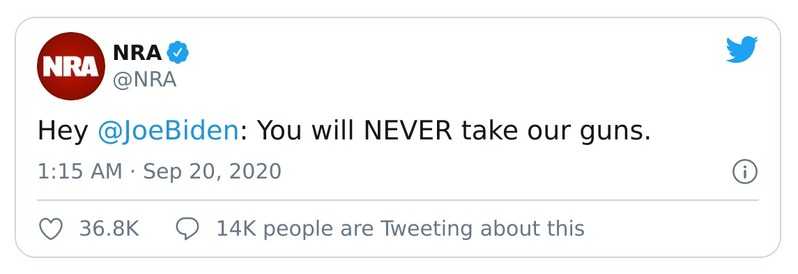 NRA
NRA
@NRA
Hey @JoeBiden: You will NEVER take our guns.
1:15 AM · Sep 20, 2020
36.8K 14K people are Tweeting about this